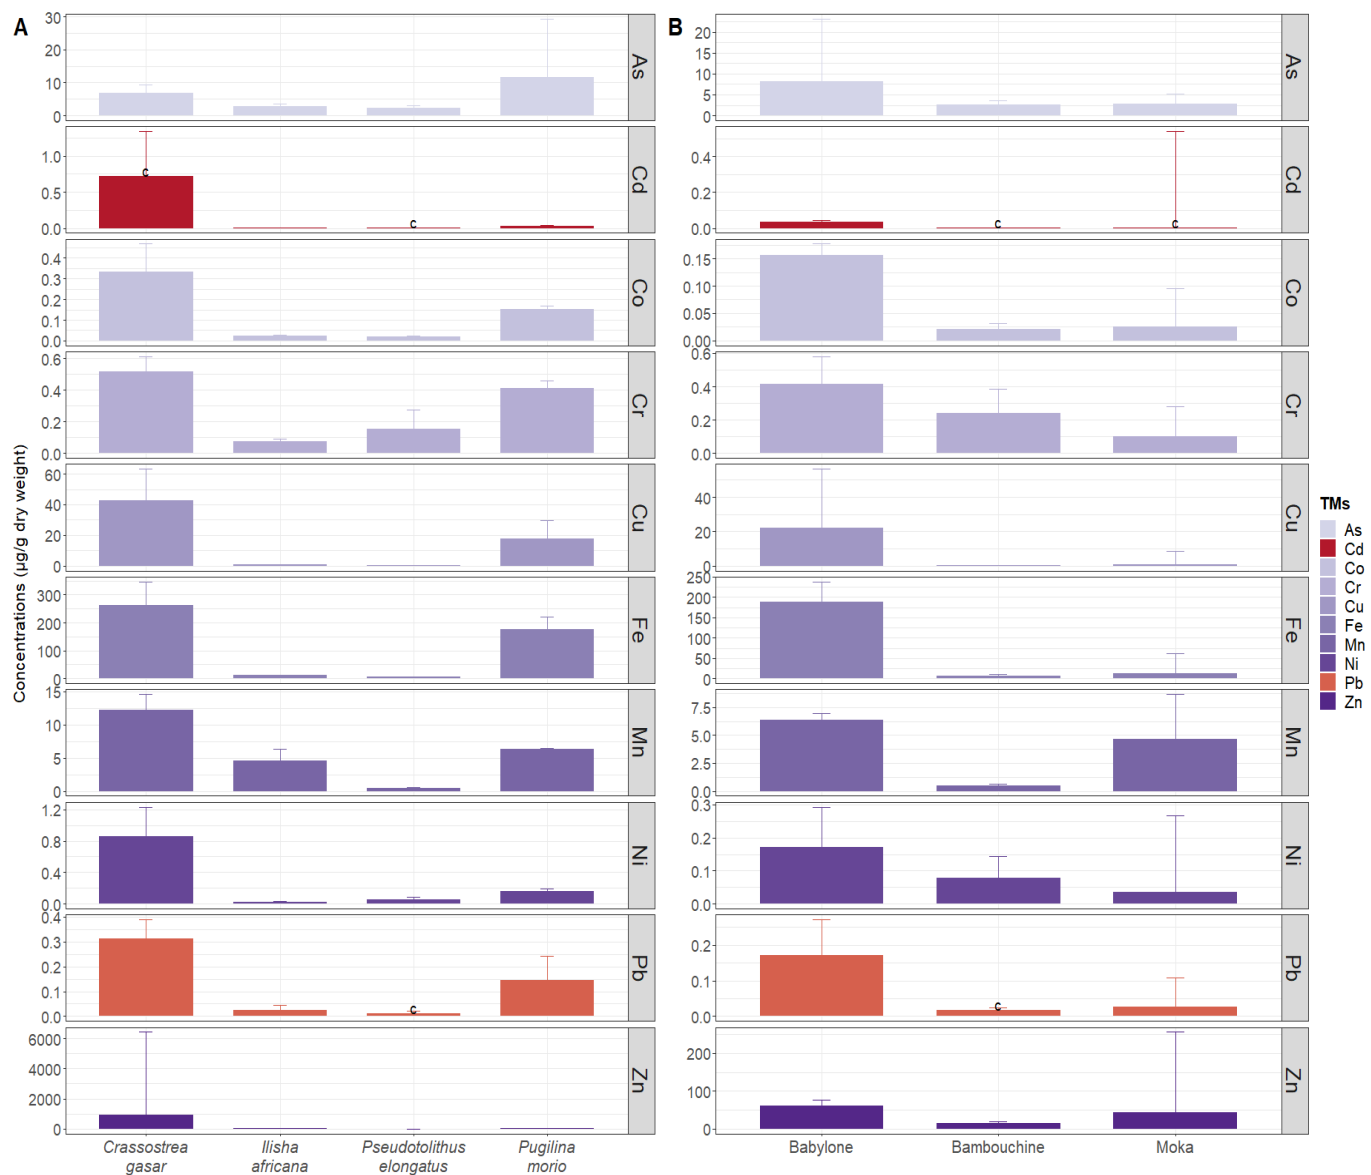 A
B
Concentrations (µg/g dry weight)
30
20
10
0
As
20
15
10
5
0
As
1.0
0.5
0.0
c
c
Cd
0.4
0.2
0.0
c
c
Cd
0.4
0.3
0.2
0.1
0.0
Co
0.15
0.10
0.05
0.00
Co
0.6
0.4
0.2
0.0
Cr
0.6
0.4
0.2
0.0
Cr
60
40
20
0
Cu
40
20
0
Cu
300
200
100
0
Fe
250
200
150
100
50
0
Fe
15
10
5
0
Mn
7.5
5.0
2.5
0.0
Mn
1.2
0.8
0.4
0.0
Ni
0.3
0.2
0.1
0.0
Ni
0.4
0.3
0.2
0.1
0.0
c
Pb
0.2
0.1
0.0
c
Pb
6000
4000
2000
0
Zn
200
100
0
Zn
Crassostrea
gasar
Ilisha
africana
Pseudotolithus
elongatus
Pugilina
morio
Babylone
Bambouchine
Moka
TMs
As
Cd
Co
Cr
Cu
Fe
Mn
Ni
Pb
Zn